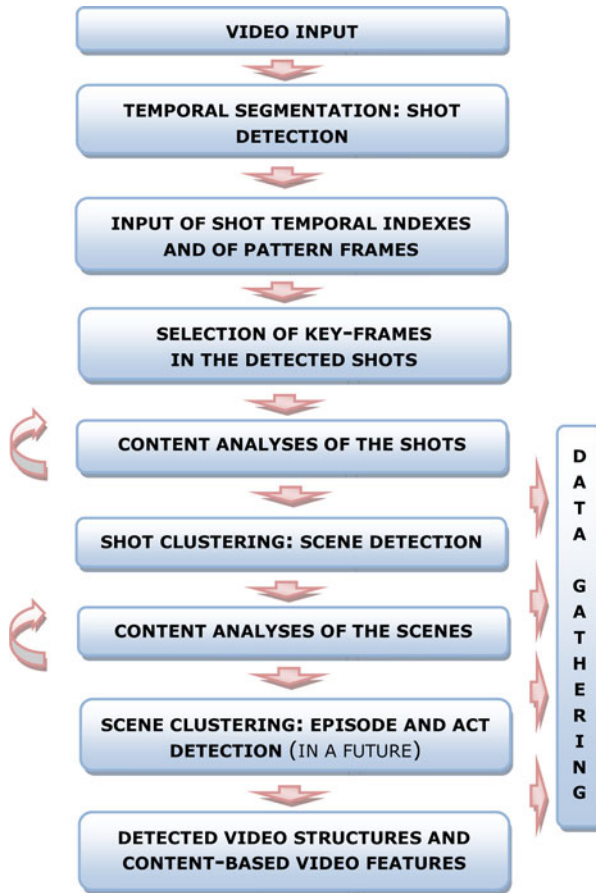 VIDEO INPUT
TEMPORAL SEGMENTATION: SHOT
DETECTION
INPUT OF SHOT TEMPORAL INDEXES
AND OF PATTERN FRAMES
SELECTION OF KEY-FRAMES
IN THE DETECTED SHOTS
CONTENT ANALYSES OF THE SHOTS
SHOT CLUSTERING: SCENE DETECTION
CONTENT ANALYSES OF THE SCENES
SCENE CLUSTERING: EPISODE AND ACT
DETECTION (IN A FUTURE)
DETECTED VIDEO STRUCTURES AND
CONTENT-BASED VIDEO FEATURES
DATA GATHERING